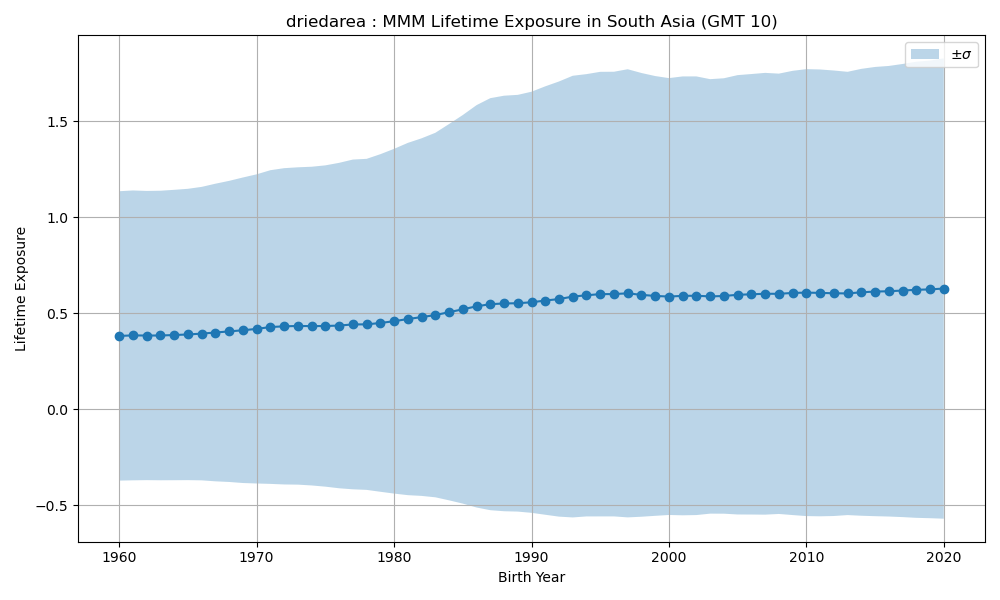 driedarea : MMM Lifetime Exposure in South Asia (GMT 10)
±σ
Lifetime Exposure
1.5
1.0
0.5
0.0
−0.5
1960 1970 1980 1990 2000 2010 2020
Birth Year